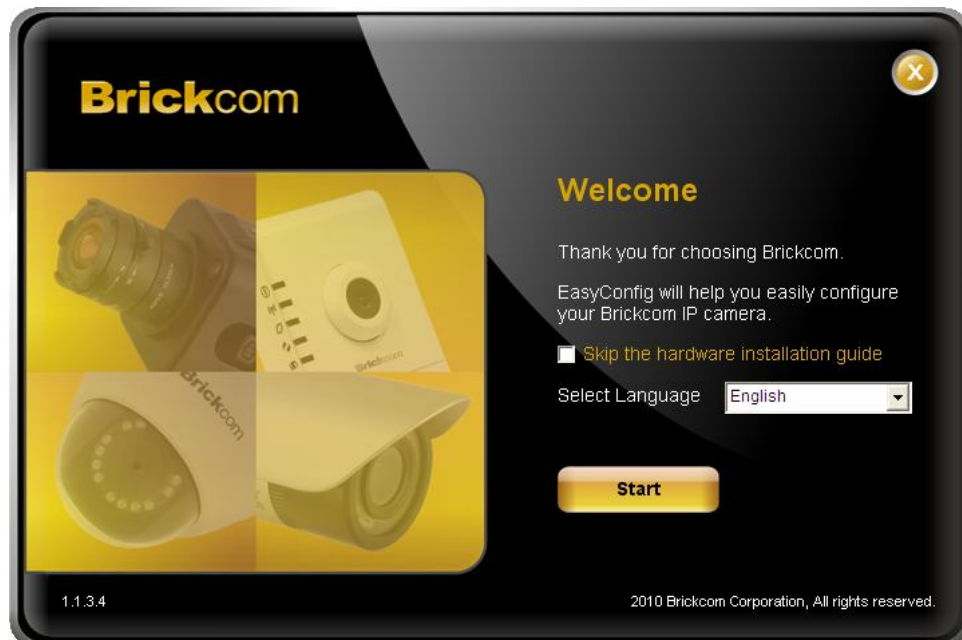 Brickcom
Welcome
Thank you for choosing Brickcom.
EasyConfig will help you easily configure
your Brickcom IP camera.
Skip the hardware installation guide
Select Language English
Start
Brickcom
Brickcom
1.1.3.4
2010 Brickcom Corporation, All rights reserved.
X